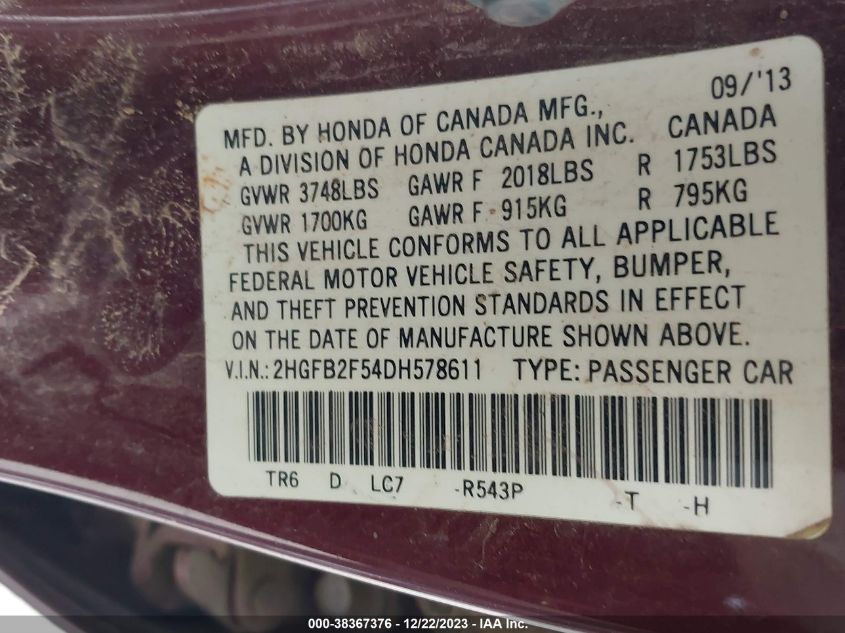 09/'13
MFD. BY HONDA OF CANADA MFG.,
A DIVISION OF HONDA CANADA INC. CANADA
GVWR 3748LBS GAWR F 2018LBS R 1753LBS
GVWR 1700KG GAWR F 915KG R 795KG
THIS VEHICLE CONFORMS TO ALL APPLICABLE
FEDERAL MOTOR VEHICLE SAFETY, BUMPER,
AND THEFT PREVENTION STANDARDS IN EFFECT
ON THE DATE OF MANUFACTURE SHOWN ABOVE.
V.I.N.: 2HGFB2F54DH578611 TYPE: PASSENGER CAR
TR6 D LC7 -R543P -T -H
000-38367376 - 12/22/2023 - IAA Inc.